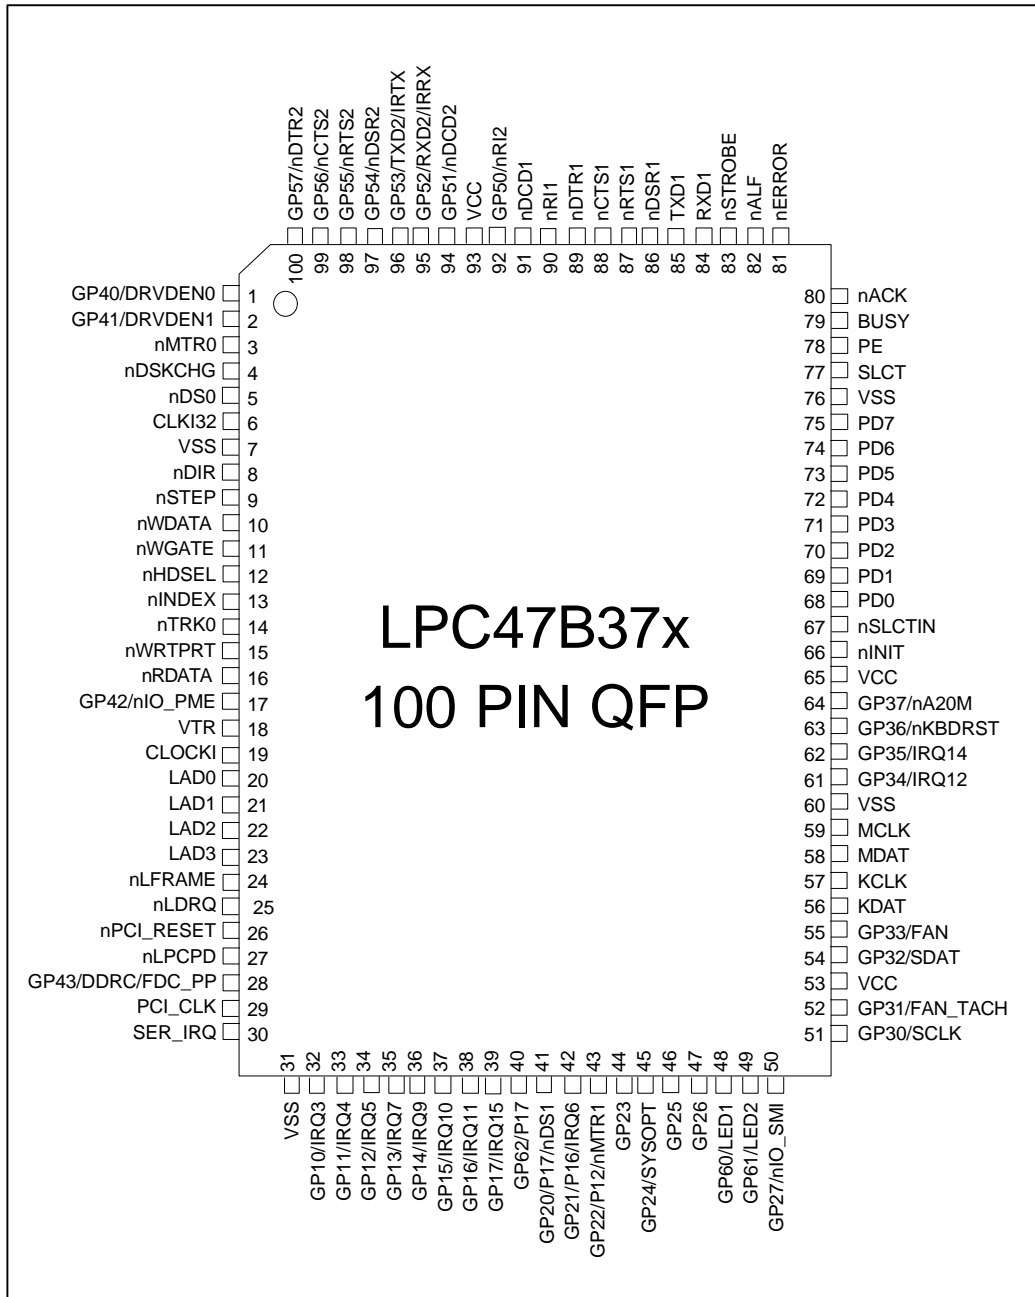 GP57/nDTR2
GP56/nCTS2
GP55/nRTS2
GP54/nDSR2
GP53/TXD2/IRTX
GP52/RXD2/IRRX
GP51/nDCD2
VCC
GP50/nRI2
nDCD1
nRI1
nDTR1
nCTS1
nRTS1
nDSR1
TXD1
RXD1
nSTROBE
nALF
nERROR
100
99
98
97
96
95
94
93
92
91
90
89
88
87
86
85
84
83
82
81
GP40/DRVDEN0 1
GP41/DRVDEN1 2
nMTR0 3
nDSKCHG 4
nDS0 5
CLKI32 6
VSS 7
nDIR 8
nSTEP 9
nWDATA 10
nWGATE 11
nHDSEL 12
nINDEX 13
nTRK0 14
nWRTPRT 15
nRDATA 16
GP42/nIO_PME 17
VTR 18
CLOCKI 19
LAD0 20
LAD1 21
LAD2 22
LAD3 23
nLFRAME 24
nLDRQ 25
nPCI_RESET 26
nLPCPD 27
GP43/DDRC/FDC_PP 28
PCI_CLK 29
SER_IRQ 30
LPC47B37x
100 PIN QFP
80 nACK
79 BUSY
78 PE
77 SLCT
76 VSS
75 PD7
74 PD6
73 PD5
72 PD4
71 PD3
70 PD2
69 PD1
68 PD0
67 nSLCTIN
66 nINIT
65 VCC
64 GP37/nA20M
63 GP36/nKBDRST
62 GP35/IRQ14
61 GP34/IRQ12
60 VSS
59 MCLK
58 MDAT
57 KCLK
56 KDAT
55 GP33/FAN
54 GP32/SDAT
53 VCC
52 GP31/FAN_TACH
51 GP30/SCLK
31
32
33
34
35
36
37
38
39
40
41
42
43
44
45
46
47
48
49
50
VSS
GP10/IRQ3
GP11/IRQ4
GP12/IRQ5
GP13/IRQ7
GP14/IRQ9
GP15/IRQ10
GP16/IRQ11
GP17/IRQ15
GP62/P17
GP20/P17/nDS1
GP21/P16/IRQ6
GP22/P12/nMTR1
GP23
GP24/SYSOPT
GP25
GP26
GP60/LED1
GP61/LED2
GP27/nIO_SMI